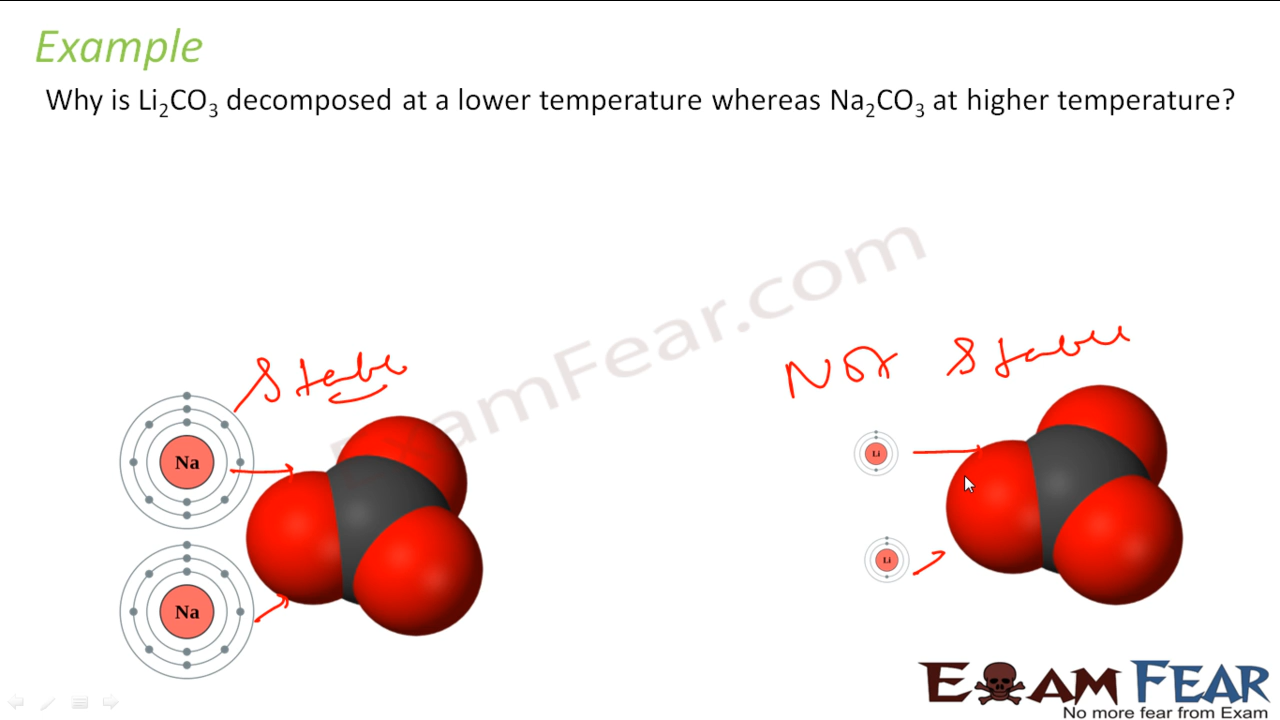 Example
Why is Li₂CO₃ decomposed at a lower temperature whereas Na₂CO₃ at higher temperature?
ExamFear.com
Stable
Not Stable
Na
Li
Na
Li
EXAM FEAR
No more fear from Exam